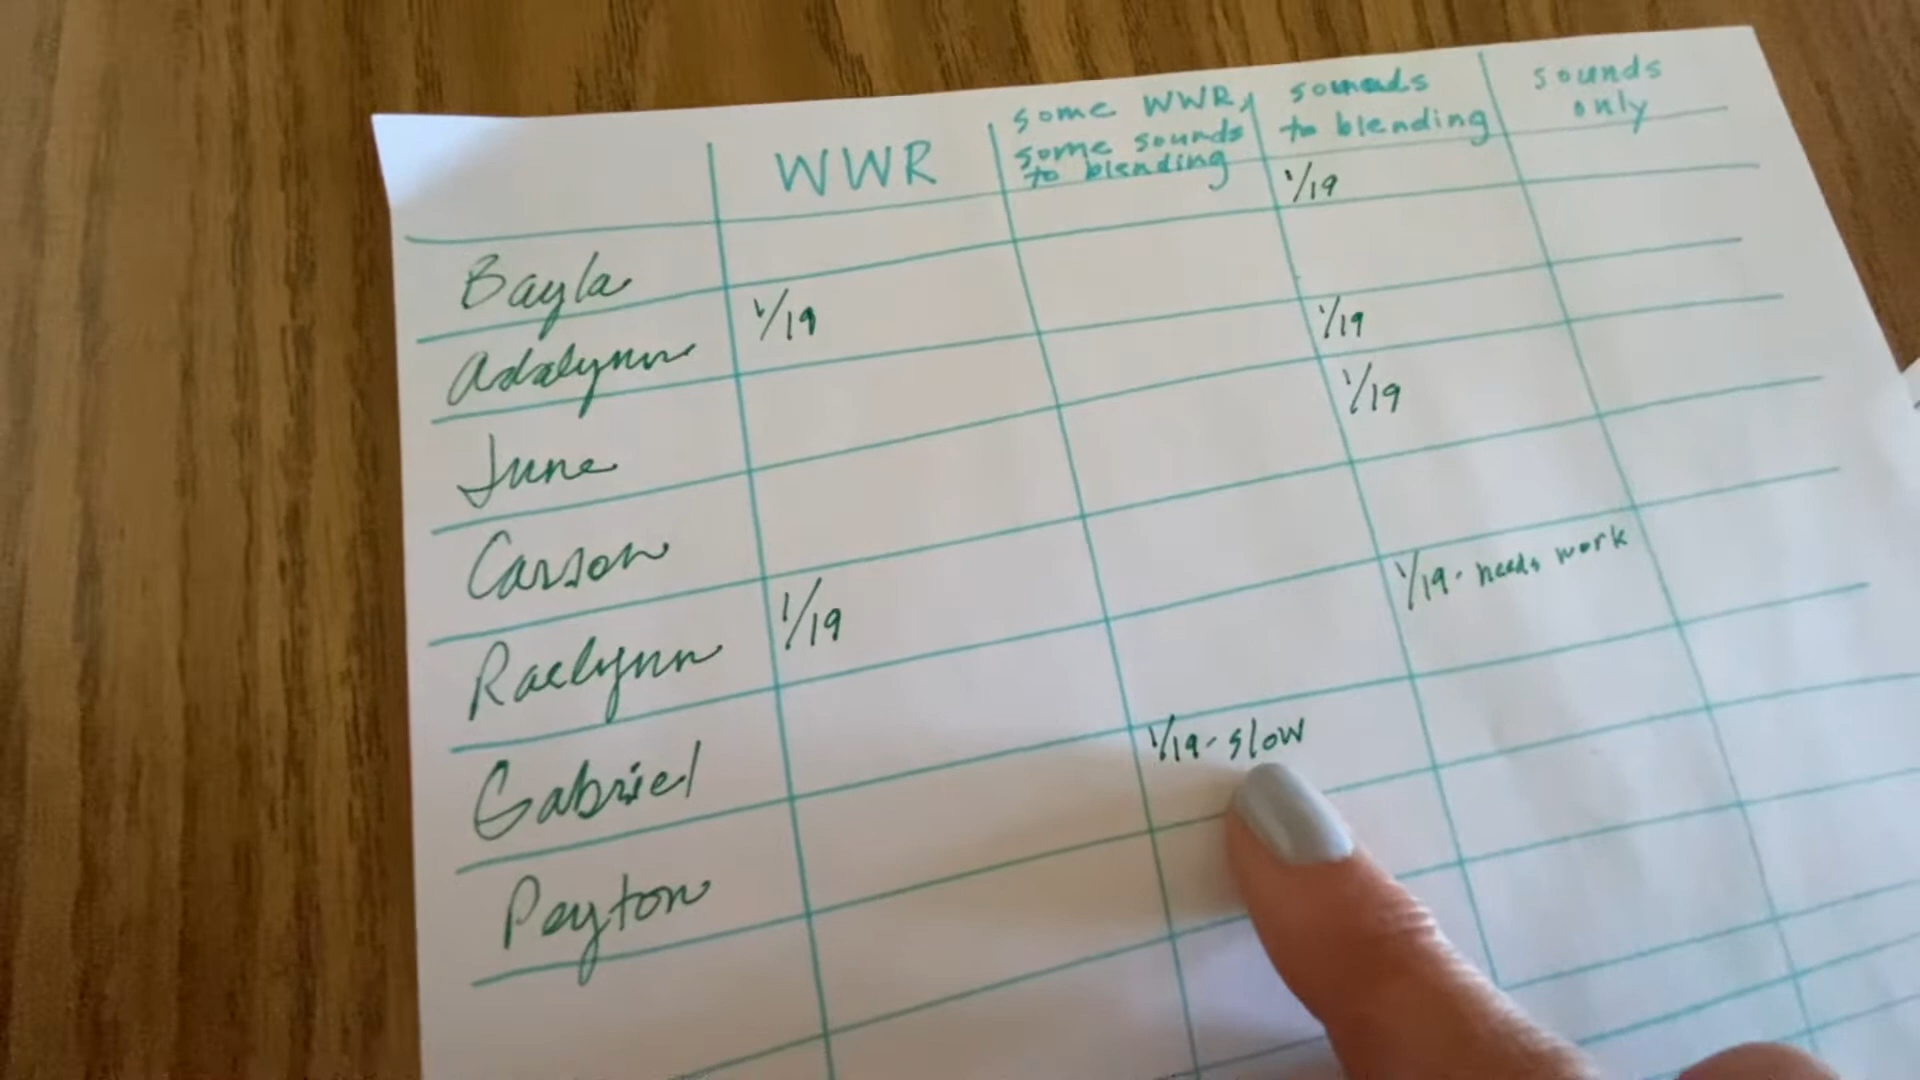 WWR
some WWR,
some sounds
to blending
sounds
to blending
sounds
only
Bayla 1/19
Adalynn 1/19
June 1/19
Carson 1/19
Raelynn 1/19
Gabriel 1/19 - needs work
Peyton 1/19 - slow